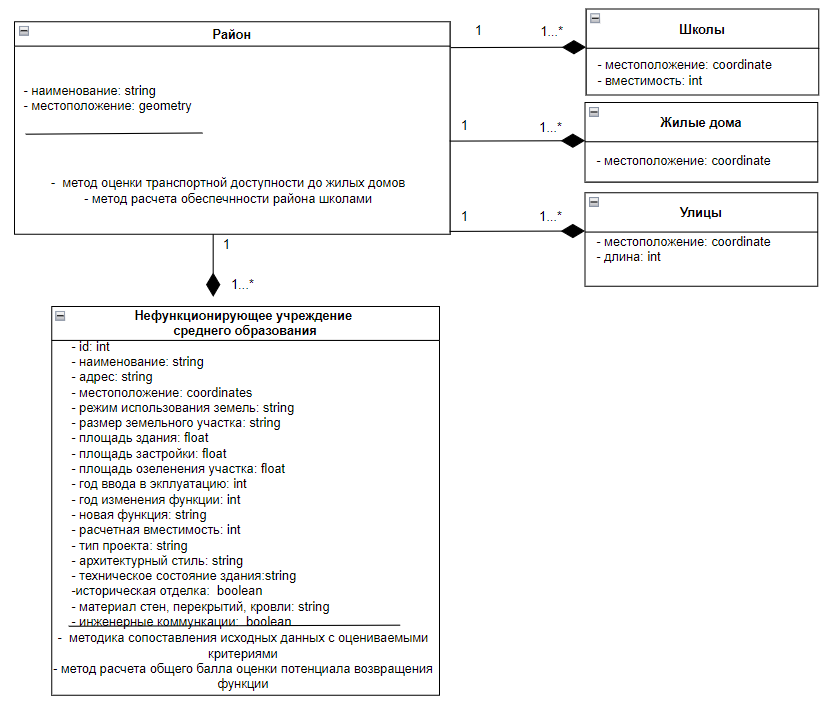 Район
- наименование: string
- местоположение: geometry
- метод оценки транспортной доступности до жилых домов
- метод расчета обеспечнности района школами
1
1...*
Школы
- местоположение: coordinate
- вместимость: int
1
1...*
Жилые дома
- местоположение: coordinate
1
1...*
Улицы
- местоположение: coordinate
- длина: int
1
1...*
Нефункционирующее учреждение
среднего образования
- id: int
- наименование: string
- адрес: string
- местоположение: coordinates
- режим использования земель: string
- размер земельного участка: string
- площадь здания: float
- площадь застройки: float
- площадь озеленения участка: float
- год ввода в экплуатацию: int
- год изменения функции: int
- новая функция: string
- расчетная вместимость: int
- тип проекта: string
- архитектурный стиль: string
- техническое состояние здания:string
-историческая отделка: boolean
- материал стен, перекрытий, кровли: string
- инженерные коммункации: boolean
- методика сопоставления исходных данных с оцениваемыми
критериями
- метод расчета общего балла оценки потенциала возвращения
функции